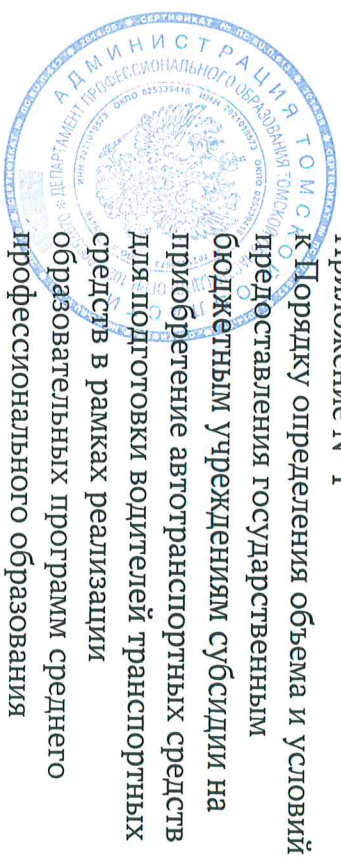 Приложение N 1
к Порядку определения объема и условий
предоставления государственным
бюджетным учреждениям субсидии на
приобретение автотранспортных средств
для подготовки водителей транспортных
средств в рамках реализации
образовательных программ среднего
профессионального образования
АДМИНИСТРАЦИЯ ТОМСКОЙ
ДЕПАРТАМЕНТ ПРОФЕССИОНАЛЬНОГО ОБРАЗОВАНИЯ ТОМСКОЙ